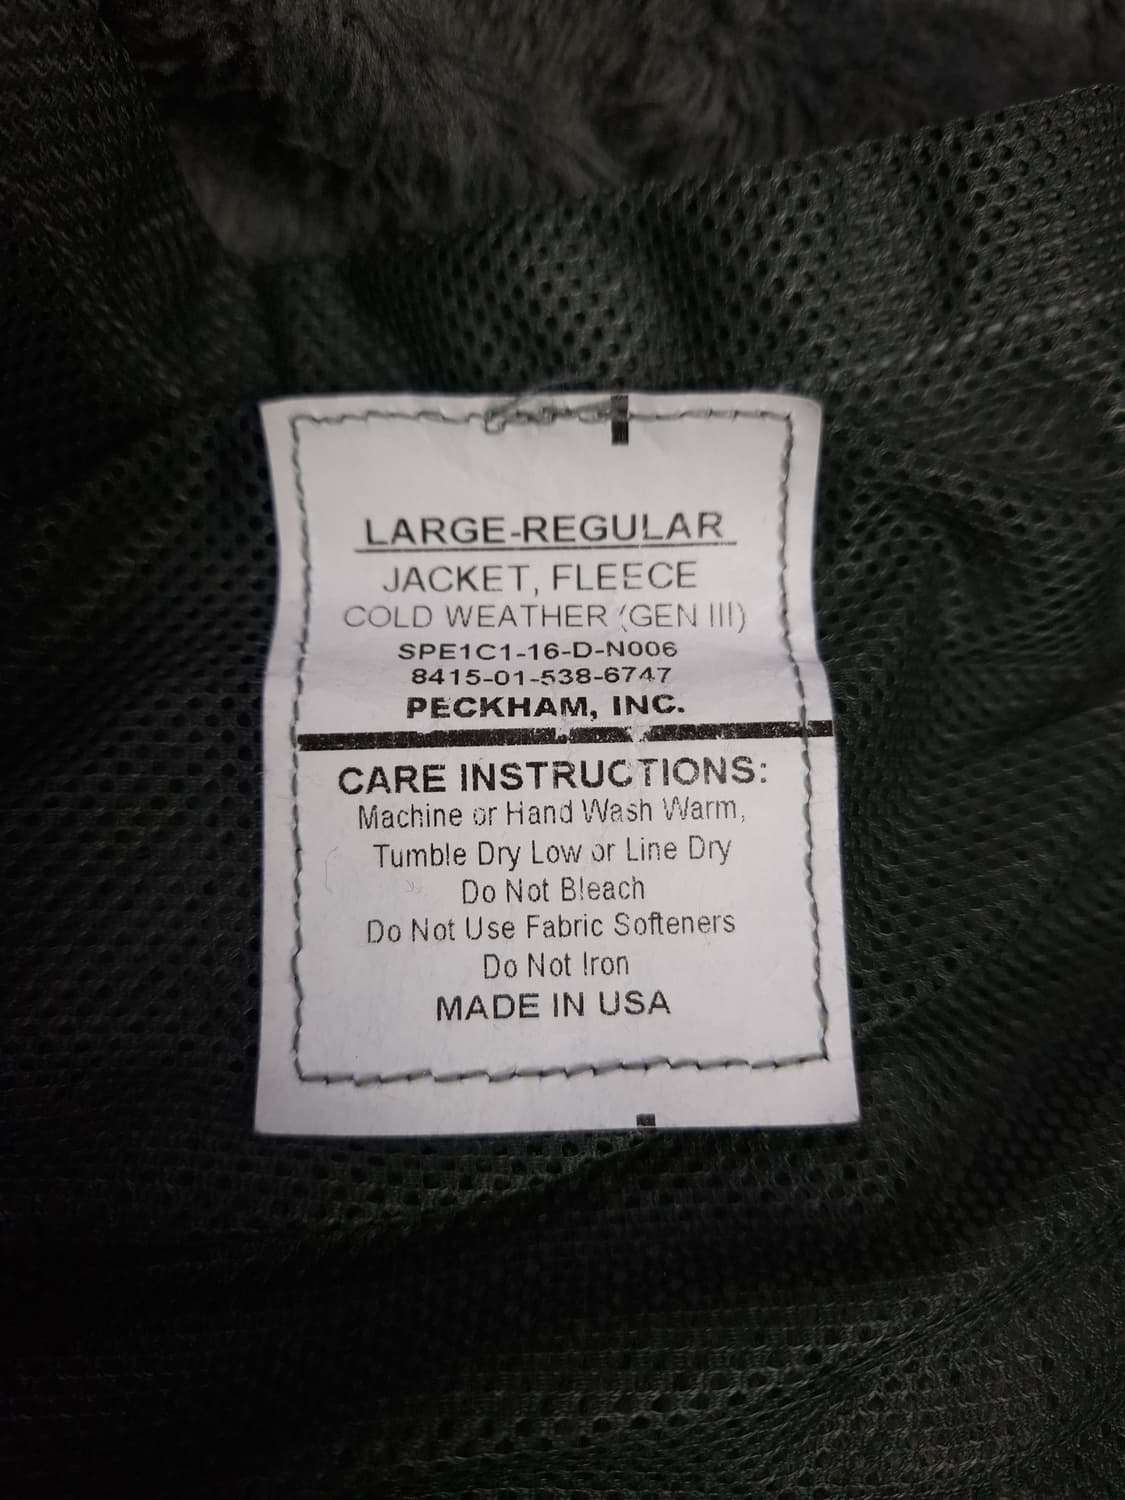 LARGE-REGULAR
JACKET, FLEECE
COLD WEATHER (GEN III)
SPE1C1-16-D-N006
8415-01-538-6747
PECKHAM, INC.
CARE INSTRUCTIONS:
Machine or Hand Wash Warm,
Tumble Dry Low or Line Dry
Do Not Bleach
Do Not Use Fabric Softeners
Do Not Iron
MADE IN USA